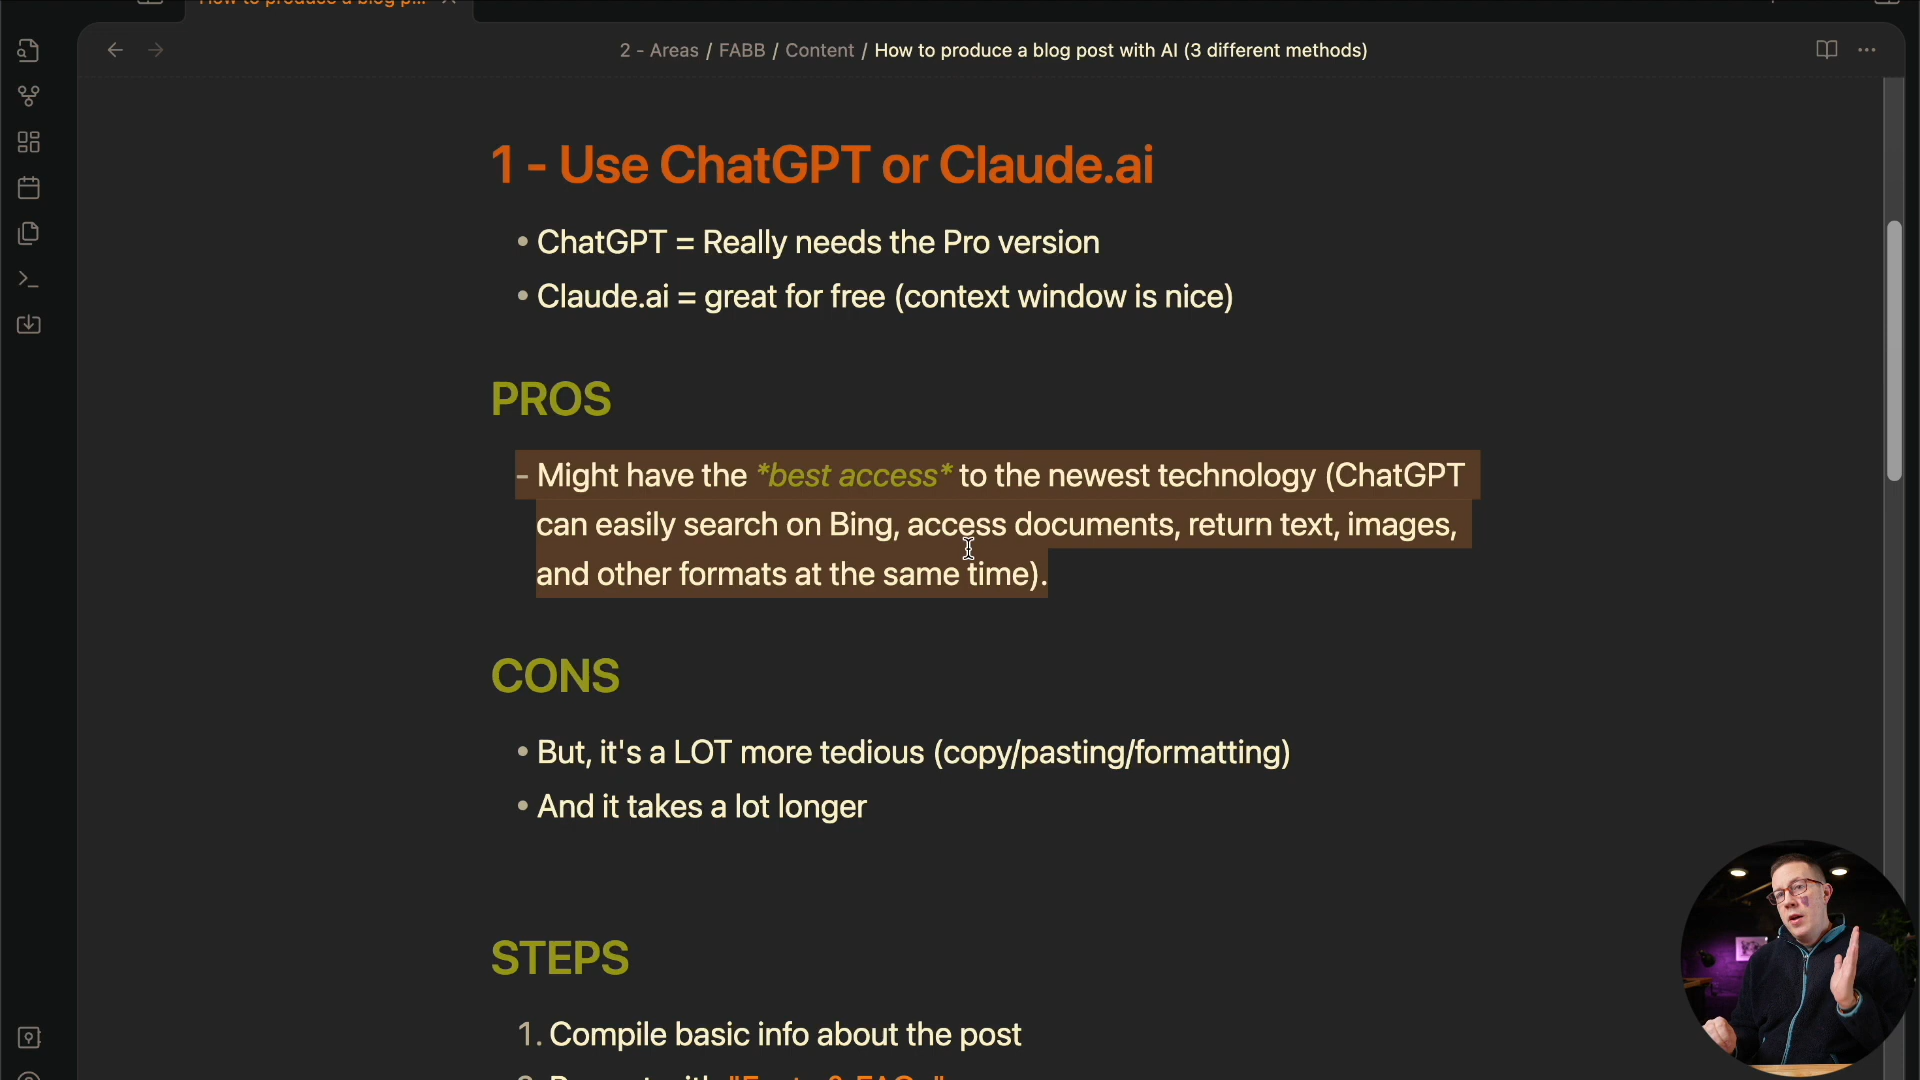 How to produce a blog p...
2 - Areas / FABB / Content / How to produce a blog post with AI (3 different methods)
1 - Use ChatGPT or Claude.ai
• ChatGPT = Really needs the Pro version
• Claude.ai = great for free (context window is nice)
PROS
- Might have the *best access* to the newest technology (ChatGPT
can easily search on Bing, access documents, return text, images,
and other formats at the same time).
CONS
• But, it's a LOT more tedious (copy/pasting/formatting)
• And it takes a lot longer
STEPS
1. Compile basic info about the post